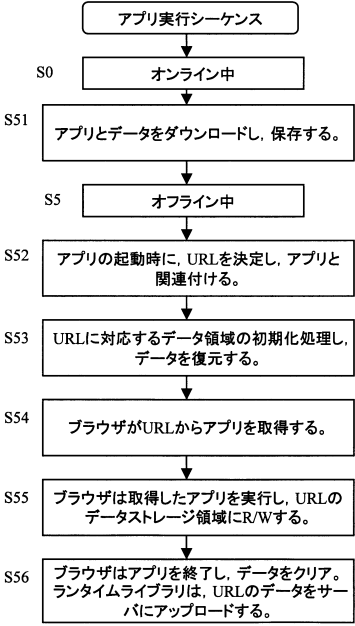 アプリ実行シーケンス
S0
オンライン中
S51
アプリとデータをダウンロードし，保存する。
S5
オフライン中
S52
アプリの起動時に，URLを決定し，アプリと
関連付ける。
S53
URLに対応するデータ領域の初期化処理し，
データを復元する。
S54
ブラウザがURLからアプリを取得する。
S55
ブラウザは取得したアプリを実行し，URLの
データストレージ領域にR/Wする。
S56
ブラウザはアプリを終了し，データをクリア。
ランタイムライブラリは，URLのデータをサー
バにアップロードする。